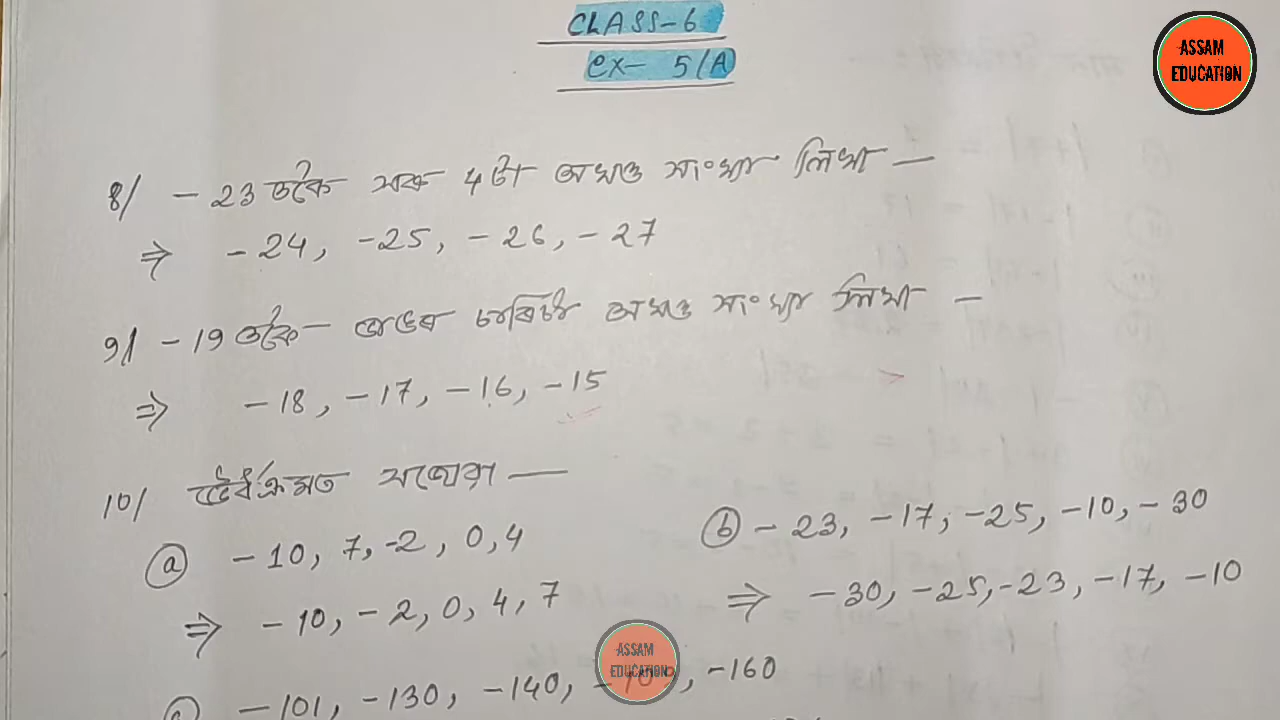 CLASS-6
Ex- 5/A
ASSAM
EDUCATION
8/ -23 তকৈ সৰু 4টা অখণ্ড সংখ্যা লিখা —
⇒ -24, -25, -26, -27
9/ -19 তকৈ — ডাঙৰ চাৰিটা অখণ্ড সাংখ্যা লিখা —
⇒ -18, -17, -16, -15
10/ উৰ্ধক্ৰমত সজোৱা —
ⓐ -10, 7, -2, 0, 4
⇒ -10, -2, 0, 4, 7
ⓑ -23, -17, -25, -10, -30
⇒ -30, -25, -23, -17, -10
-101, -130, -140, -160
ASSAM
EDUCATION